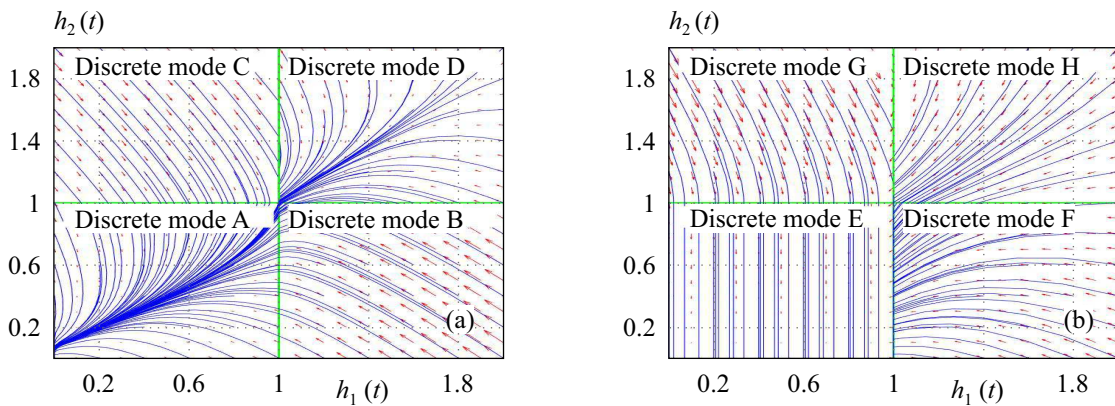 h₂ (t)
Discrete mode C
Discrete mode D
1.8
1.4
1
Discrete mode A
Discrete mode B
0.6
(a)
0.2
0.2 0.6 1 h₁ (t) 1.8
h₂ (t)
Discrete mode G
Discrete mode H
1.8
1.4
1
Discrete mode E
Discrete mode F
0.6
(b)
0.2
0.2 0.6 1 h₁ (t) 1.8